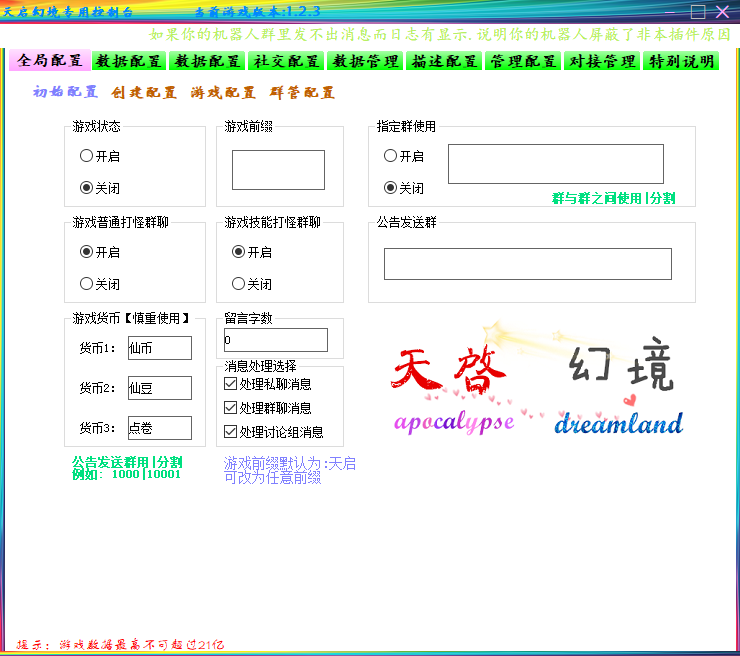 天启幻境专用控制台 当前游戏版本:1.2.3
如果你的机器人群里发不出消息而日志有显示.说明你的机器人屏蔽了非本插件原因
全局配置 数据配置 数据配置 社交配置 数据管理 描述配置 管理配置 对接管理 特别说明
初始配置 创建配置 游戏配置 群管配置
游戏状态
开启
关闭
游戏前缀
指定群使用
开启
关闭
群与群之间使用|分割
游戏普通打怪群聊
开启
关闭
游戏技能打怪群聊
开启
关闭
公告发送群
游戏货币【慎重使用】
货币1: 仙币
货币2: 仙豆
货币3: 点卷
留言字数
0
消息处理选择
处理私聊消息
处理群聊消息
处理讨论组消息
天啓 幻境
apocalypse dreamland
公告发送群用|分割
例如: 1000|10001
游戏前缀默认为:天启
可改为任意前缀
提示: 游戏数据最高不可超过21亿